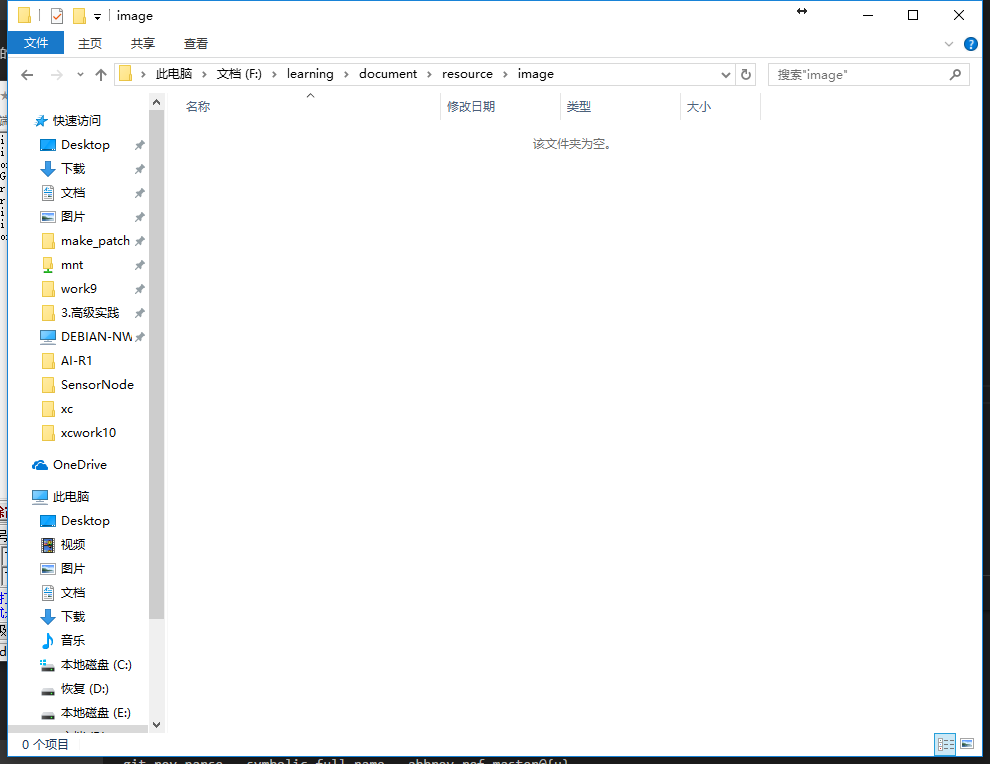 image
文件 主页 共享 查看
此电脑 文档 (F:) learning document resource image 搜索"image"
名称 修改日期 类型 大小
该文件夹为空。
快速访问
Desktop
下载
文档
图片
make_patch
mnt
work9
3.高级实践
DEBIAN-NW
AI-R1
SensorNode
xc
xcwork10
OneDrive
此电脑
Desktop
视频
图片
文档
下载
音乐
本地磁盘 (C:)
恢复 (D:)
本地磁盘 (E:)
0 个项目
git rev-parse --symbolic-full-name --abbrev-ref master@{u}